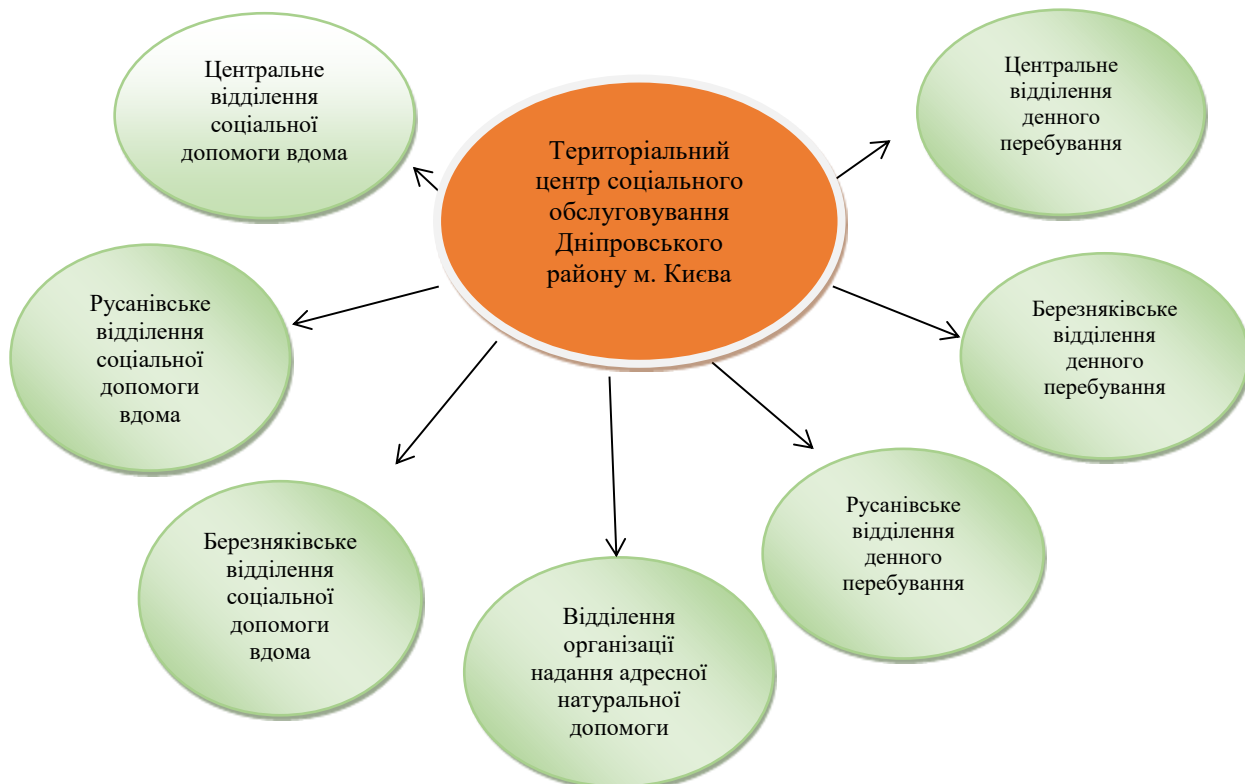 Центральне
відділення
соціальної
допомоги вдома
Територіальний
центр соціального
обслуговування
Дніпровського
району м. Києва
Центральне
відділення
денного
перебування
Русанівське
відділення
соціальної
допомоги
вдома
Березняківське
відділення
денного
перебування
Березняківське
відділення
соціальної
допомоги
вдома
Відділення
організації
надання адресної
натуральної
допомоги
Русанівське
відділення
денного
перебування